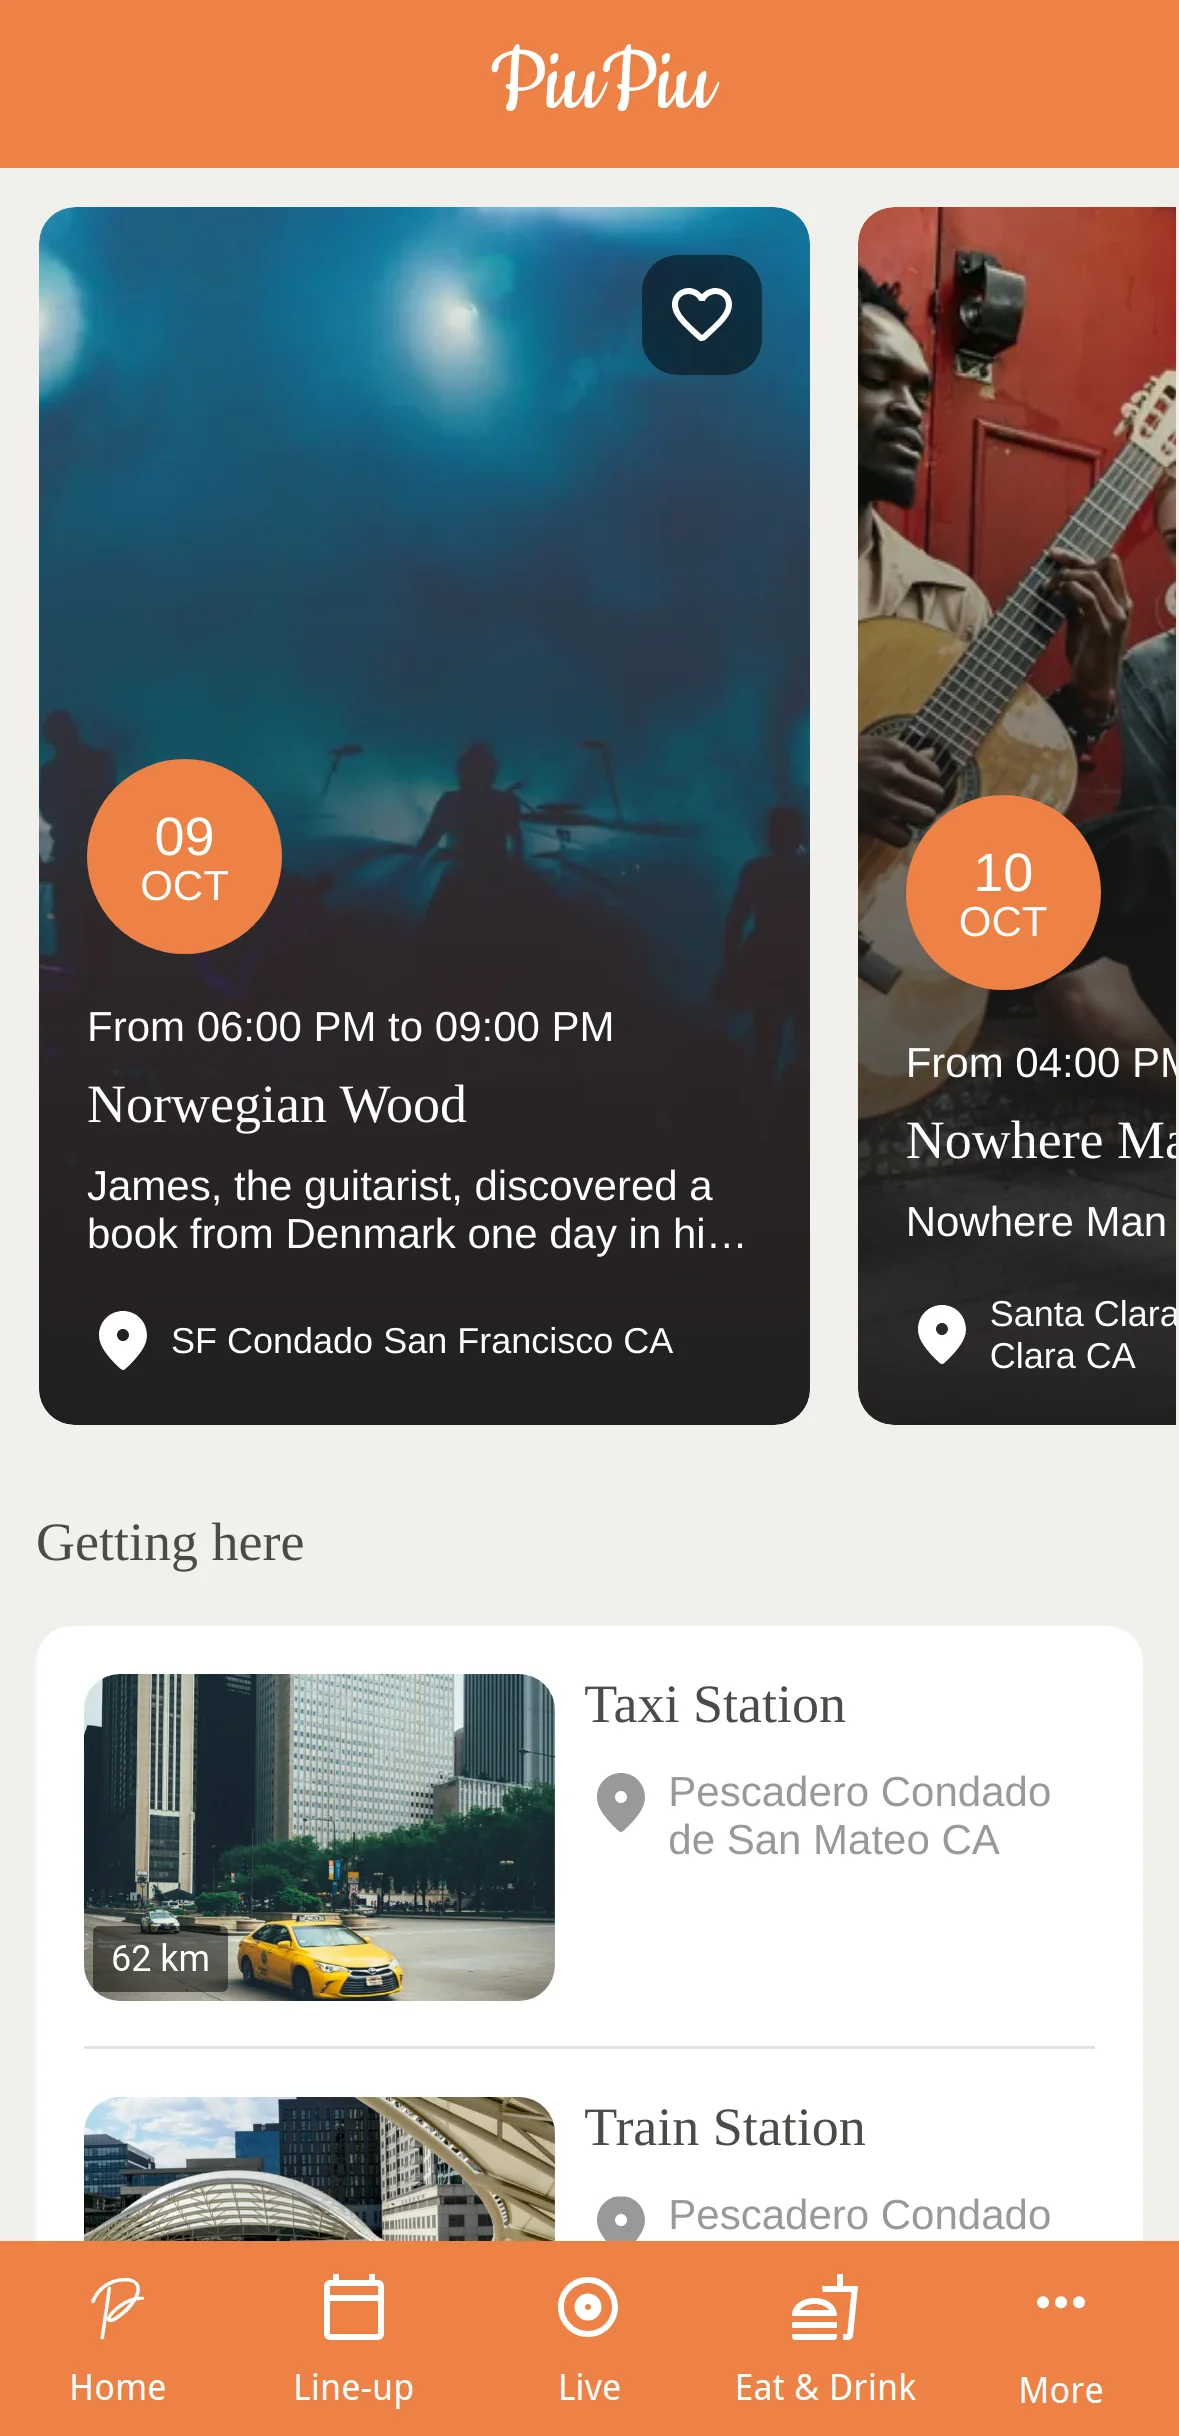 PiuPiu
09
OCT
From 06:00 PM to 09:00 PM
Norwegian Wood
James, the guitarist, discovered a
book from Denmark one day in hi…
SF Condado San Francisco CA
10
OCT
From 04:00 PM
Nowhere Ma
Nowhere Man
Santa Clara
Clara CA
Getting here
Taxi Station
Pescadero Condado
de San Mateo CA
62 km
Train Station
Pescadero Condado
Home
Line-up
Live
Eat & Drink
More